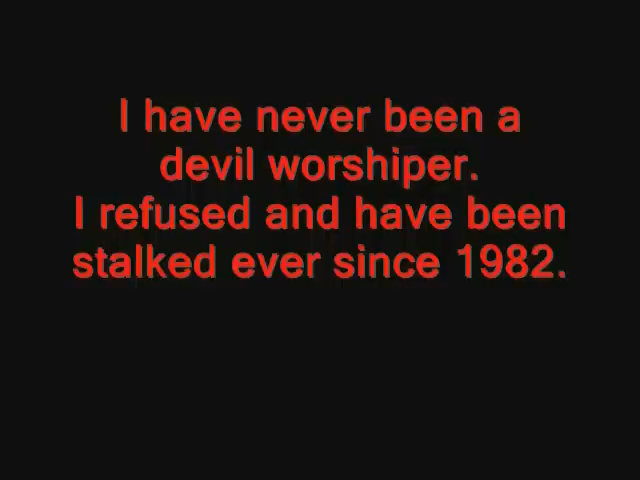 I have never been a
devil worshiper.
I refused and have been
stalked ever since 1982.